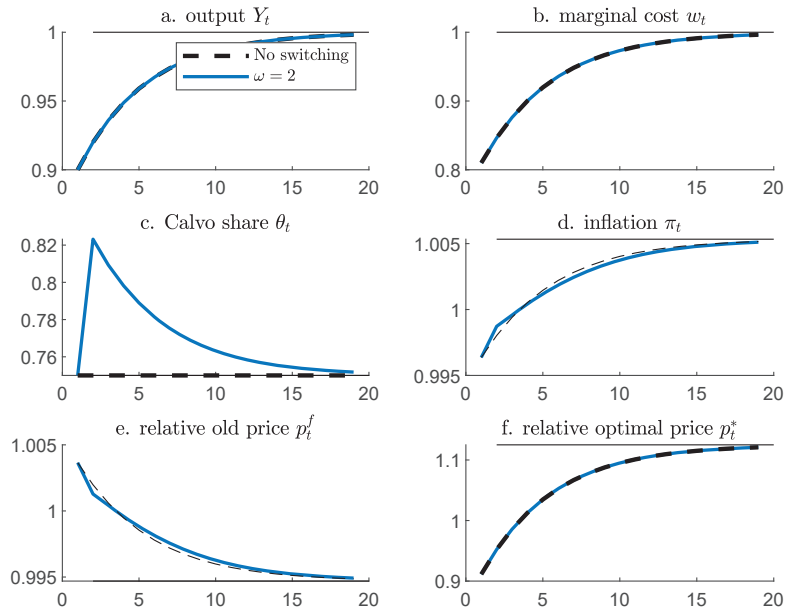 a. output Y_t
b. marginal cost w_t
1
0.95
0.9
No switching
ω = 2
0 5 10 15 20
1
0.9
0.8
0 5 10 15 20
c. Calvo share θ_t
d. inflation π_t
0.82
0.8
0.78
0.76
0 5 10 15 20
1.005
1
0.995
0 5 10 15 20
e. relative old price p_t^f
f. relative optimal price p_t^*
1.005
1
0.995
0 5 10 15 20
1.1
1
0.9
0 5 10 15 20